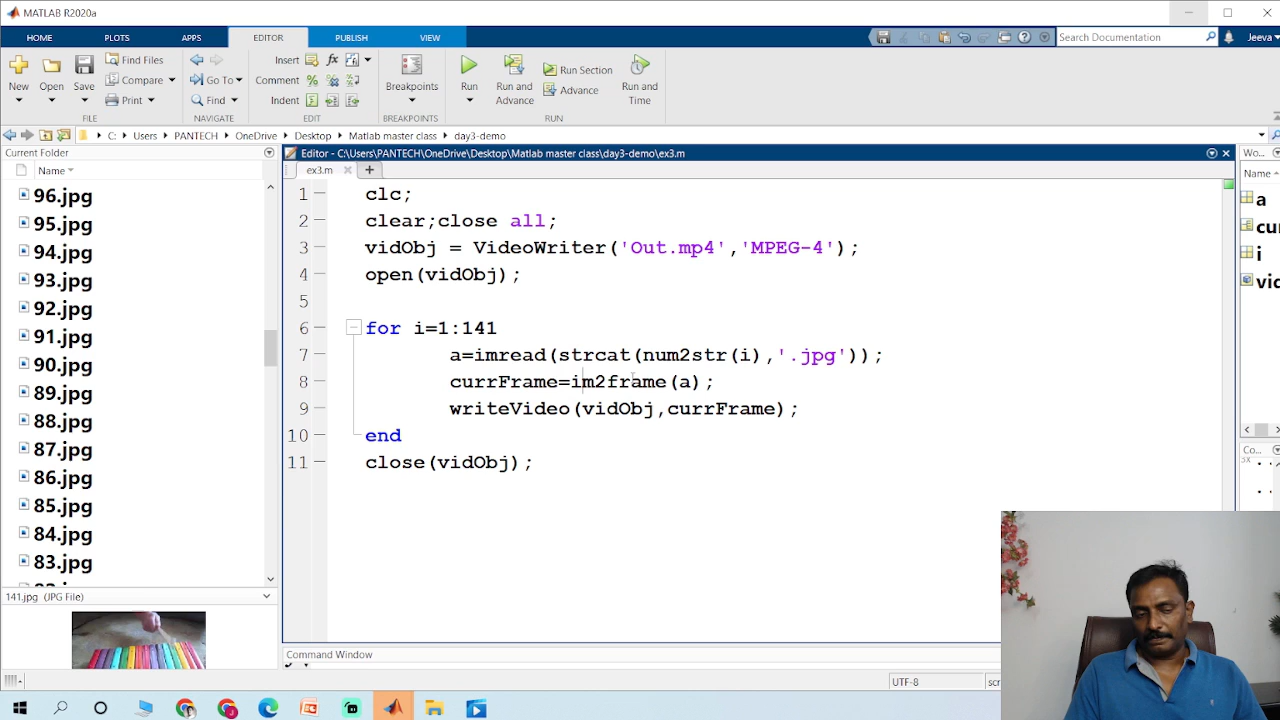 MATLAB R2020a
HOME PLOTS APPS EDITOR PUBLISH VIEW Search Documentation Jeeva
New Open Save Find Files Compare Print Go To Find Insert fx Comment Indent Breakpoints Run Run and Advance Run Section Advance Run and Time
FILE NAVIGATE EDIT BREAKPOINTS RUN
C: Users PANTECH OneDrive Desktop Matlab master class day3-demo
Current Folder
Name
96.jpg
95.jpg
94.jpg
93.jpg
92.jpg
91.jpg
90.jpg
89.jpg
88.jpg
87.jpg
86.jpg
85.jpg
84.jpg
83.jpg
141.jpg (JPG File)
Editor - C:\Users\PANTECH\OneDrive\Desktop\Matlab master class\day3-demo\ex3.m
ex3.m
1 clc;
2 clear;close all;
3 vidObj = VideoWriter('Out.mp4','MPEG-4');
4 open(vidObj);
5
6 for i=1:141
7 a=imread(strcat(num2str(i),'.jpg'));
8 currFrame=im2frame(a);
9 writeVideo(vidObj,currFrame);
10 end
11 close(vidObj);
Command Window
UTF-8
Wo...
Name
a
cur
i
vid
Co...